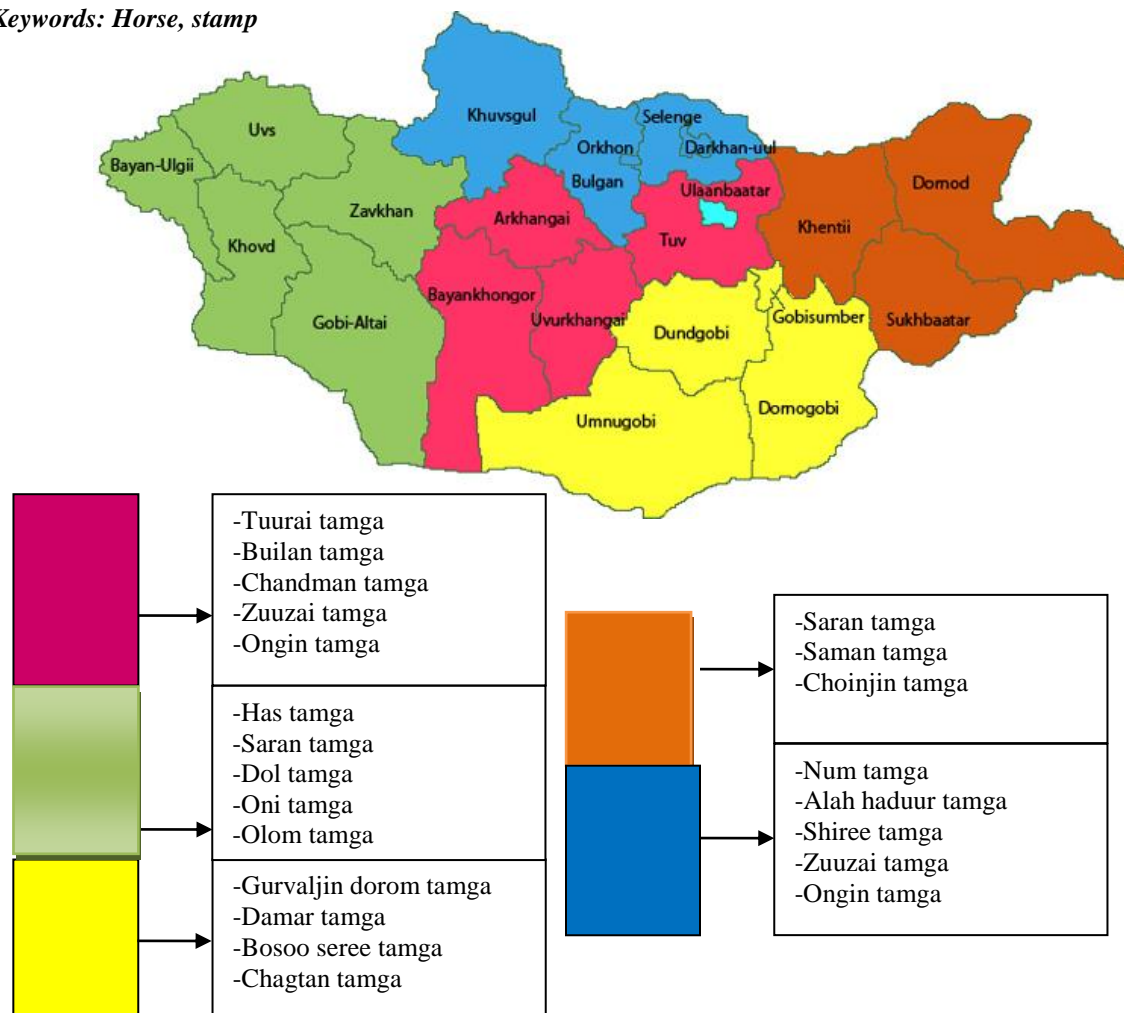 Keywords: Horse, stamp
Khuvsgul
Selenge
Uvs
Orkhon
Darkhan-uul
Bayan-Ulgii
Bulgan
Ulaanbaatar
Dornod
Zavkhan
Arkhangai
Khentii
Khovd
Tuv
Bayankhongor
Gobi-Altai
Uvurkhangai
Dundgobi
Gobisumber
Sukhbaatar
Umnugobi
Dornogobi
-Tuurai tamga
-Builan tamga
-Chandman tamga
-Zuuzai tamga
-Ongin tamga
-Has tamga
-Saran tamga
-Dol tamga
-Oni tamga
-Olom tamga
-Gurvaljin dorom tamga
-Damar tamga
-Bosoo seree tamga
-Chagtan tamga
-Saran tamga
-Saman tamga
-Choinjin tamga
-Num tamga
-Alah haduur tamga
-Shiree tamga
-Zuuzai tamga
-Ongin tamga